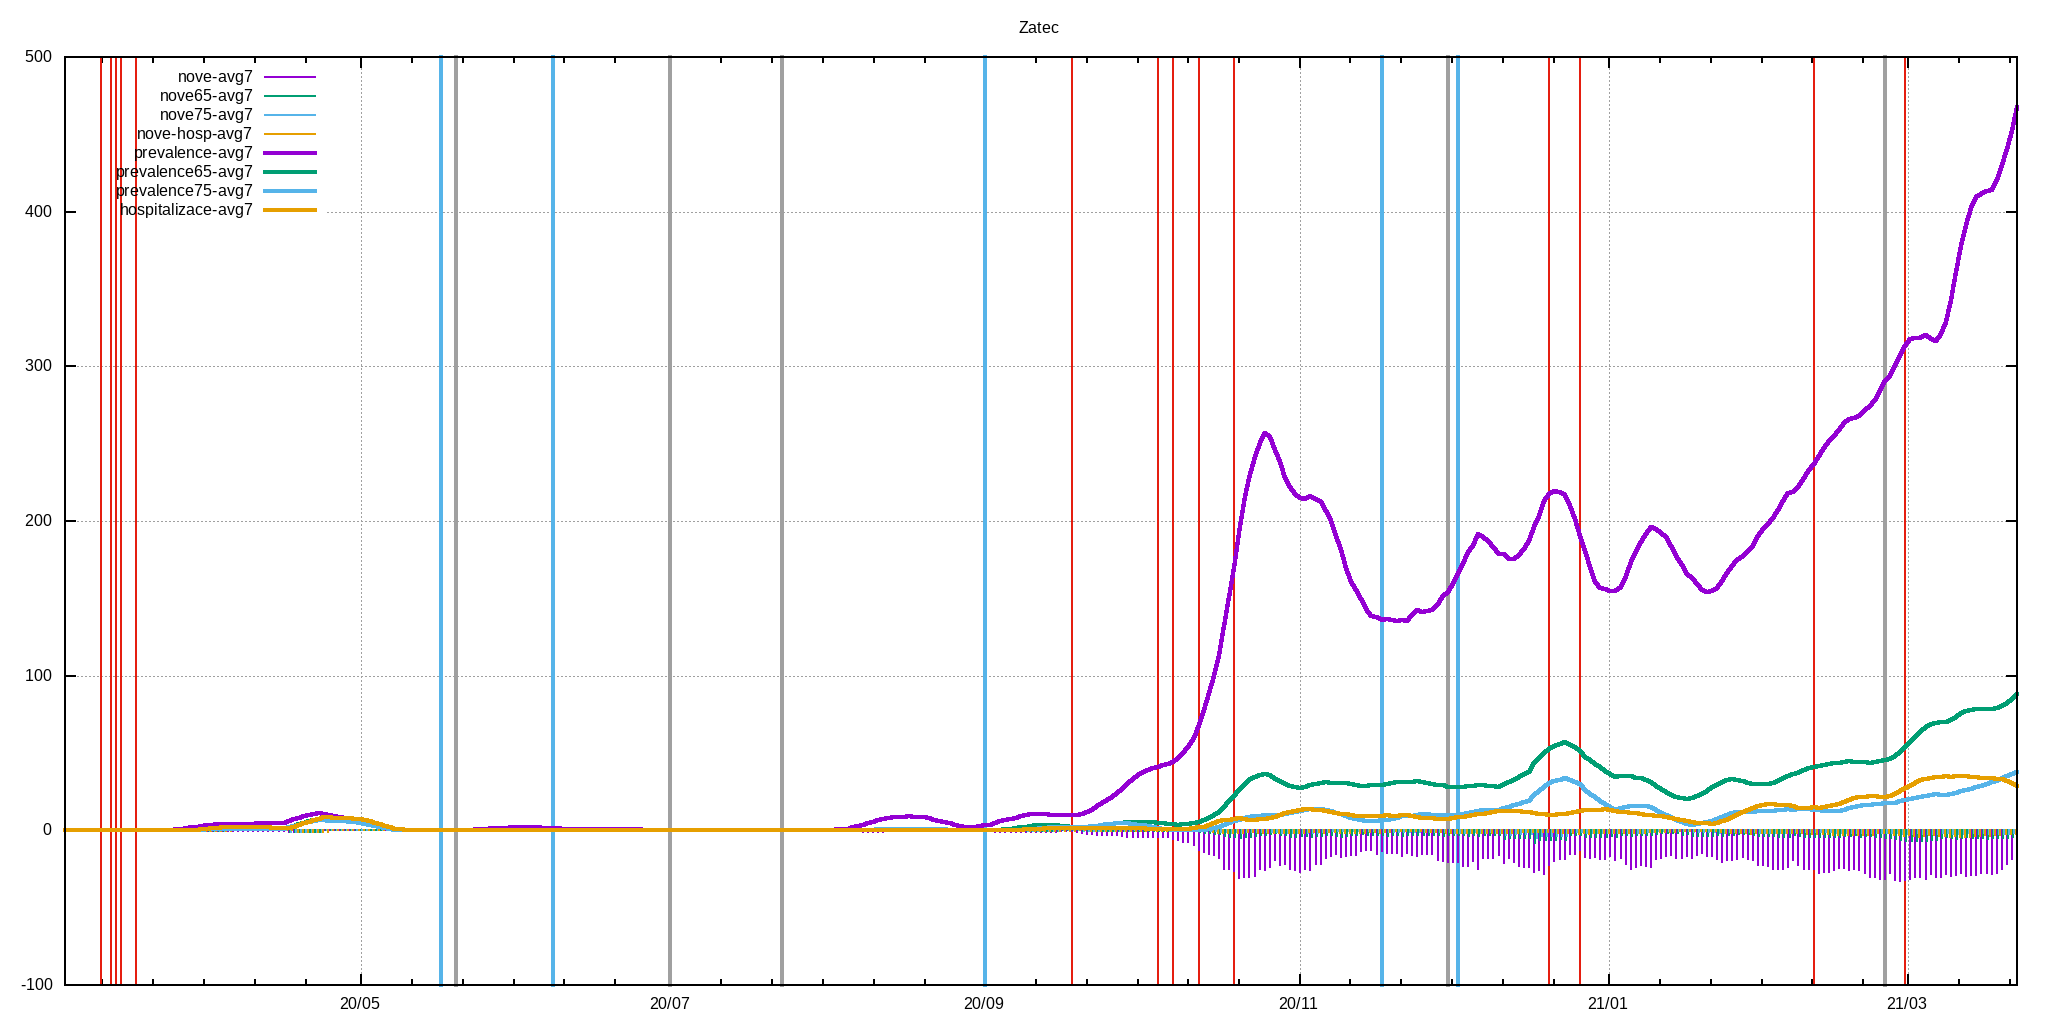 Zatec
500
nove-avg7
nove65-avg7
nove75-avg7
nove-hosp-avg7
prevalence-avg7
prevalence65-avg7
prevalence75-avg7
hospitalizace-avg7
400
300
200
100
0
-100
20/05 20/07 20/09 20/11 21/01 21/03